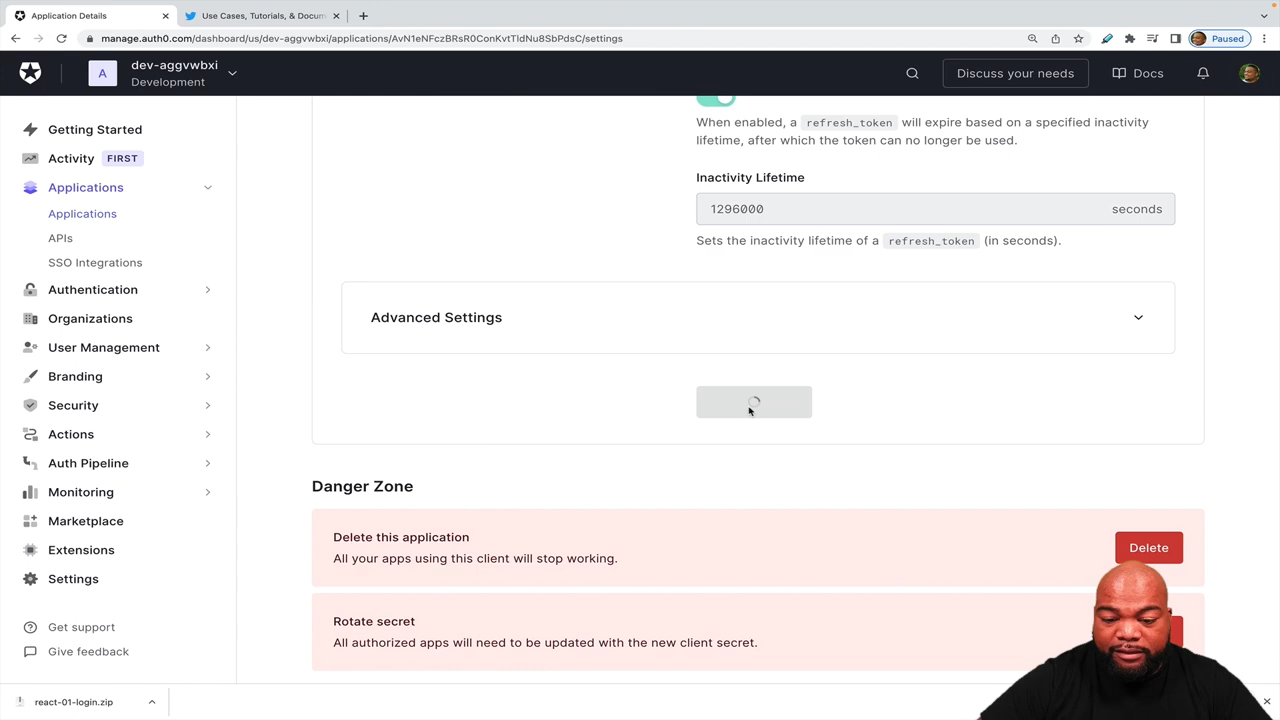 Application Details
Use Cases, Tutorials, & Docum
manage.auth0.com/dashboard/us/dev-aggvwbxi/applications/AvN1eNFczBRsR0ConKvtTldNu8SbPdsC/settings
Paused
A
dev-aggvwbxi
Development
Discuss your needs
Docs
Getting Started
Activity FIRST
Applications
Applications
APIs
SSO Integrations
Authentication
Organizations
User Management
Branding
Security
Actions
Auth Pipeline
Monitoring
Marketplace
Extensions
Settings
Get support
Give feedback
When enabled, a refresh_token will expire based on a specified inactivity
lifetime, after which the token can no longer be used.
Inactivity Lifetime
1296000 seconds
Sets the inactivity lifetime of a refresh_token (in seconds).
Advanced Settings
Danger Zone
Delete this application
All your apps using this client will stop working.
Delete
Rotate secret
All authorized apps will need to be updated with the new client secret.
react-01-login.zip